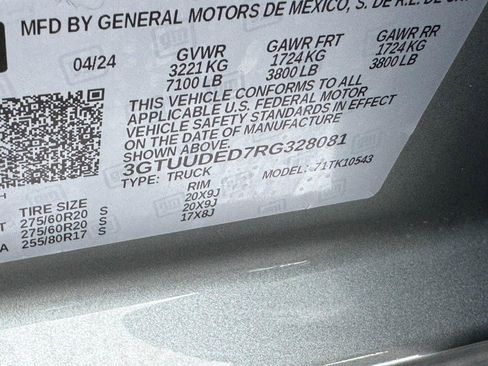 MFD BY GENERAL MOTORS DE MEXICO, S. DE R.L. DE
04/24 GVWR GAWR FRT GAWR RR
3221 KG 1724 KG 1724 KG
7100 LB 3800 LB 3800 LB
THIS VEHICLE CONFORMS TO ALL
APPLICABLE U.S. FEDERAL MOTOR
VEHICLE SAFETY STANDARDS IN EFFECT
ON THE DATE OF MANUFACTURE
SHOWN ABOVE.
3GTUUDED7RG328081
TYPE: TRUCK MODEL: 71TK10543
TIRE SIZE RIM
T 275/60R20 S 20X9J
275/60R20 S 20X9J
A 255/80R17 S 17X8J